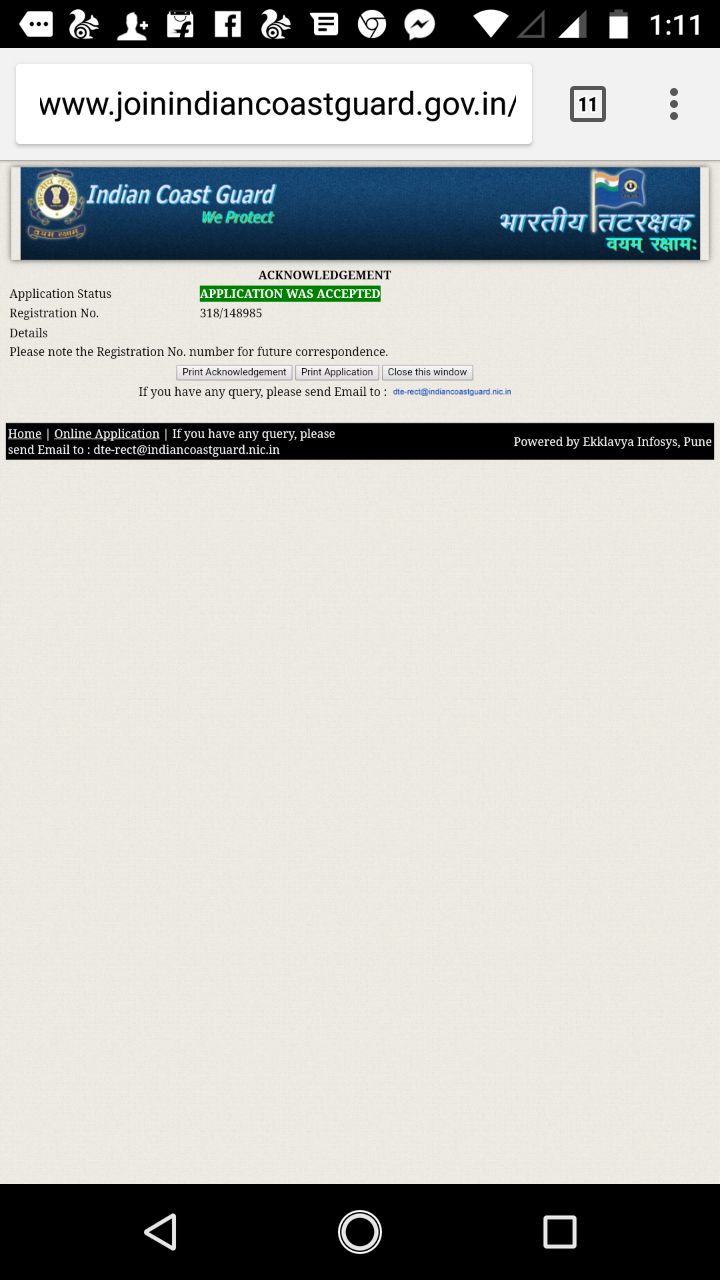 1:11
www.joinindiancoastguard.gov.in/
11
Indian Coast Guard
We Protect
भारतीय तटरक्षक
वयम् रक्षामः
वयम् रक्षामः
ACKNOWLEDGEMENT
Application Status APPLICATION WAS ACCEPTED
Registration No. 318/148985
Details
Please note the Registration No. number for future correspondence.
Print Acknowledgement Print Application Close this window
If you have any query, please send Email to : dte-rect@indiancoastguard.nic.in
Home | Online Application | If you have any query, please
send Email to : dte-rect@indiancoastguard.nic.in
Powered by Ekklavya Infosys, Pune